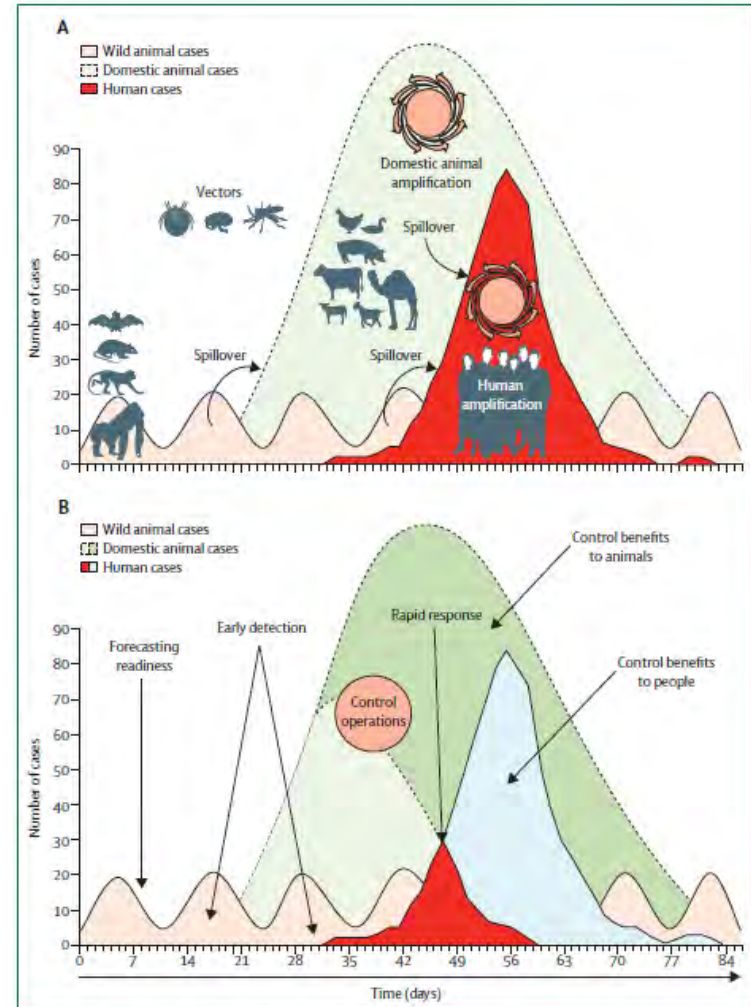 A
Wild animal cases
Domestic animal cases
Human cases
Number of cases
90
80
70
60
50
40
30
20
10
0
Vectors
Domestic animal
amplification
Spillover
Spillover
Spillover
Human
amplification
B
Wild animal cases
Domestic animal cases
Human cases
Number of cases
90
80
70
60
50
40
30
20
10
0
Forecasting
readiness
Early detection
Rapid response
Control benefits
to animals
Control benefits
to people
Control
operations
0 7 14 21 28 35 42 49 56 63 70 77 84
Time (days)